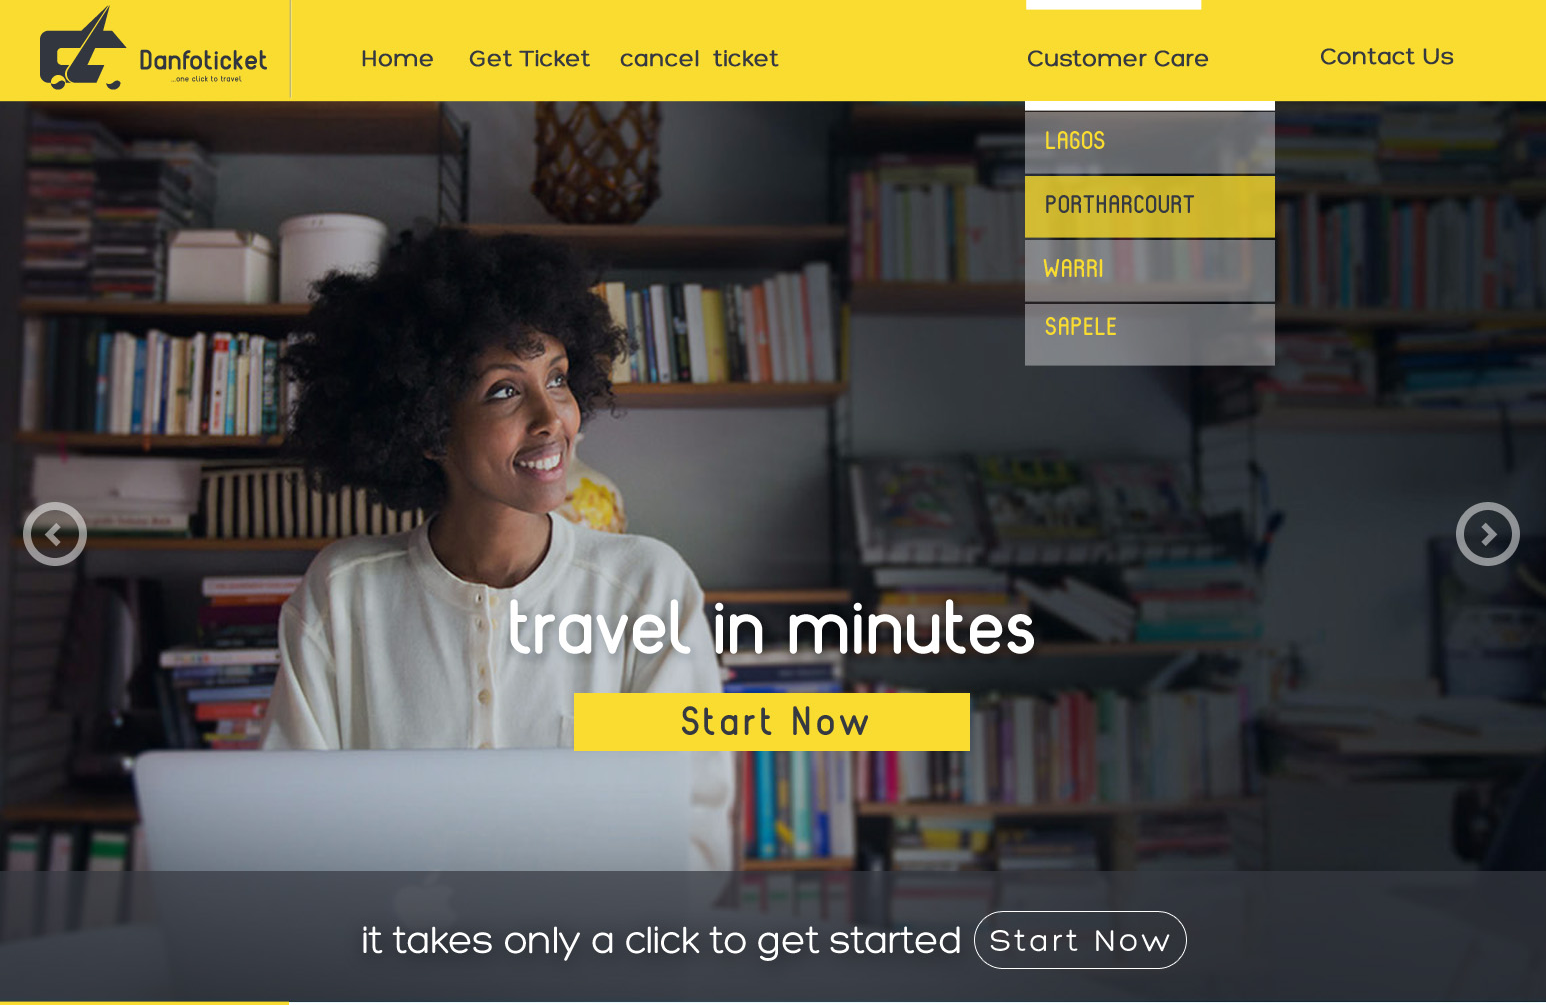 Danfoticket
...one click to travel
Home
Get Ticket
cancel ticket
Customer Care
Contact Us
LAGOS
PORTHARCOURT
WARRI
SAPELE
travel in minutes
Start Now
it takes only a click to get started
Start Now